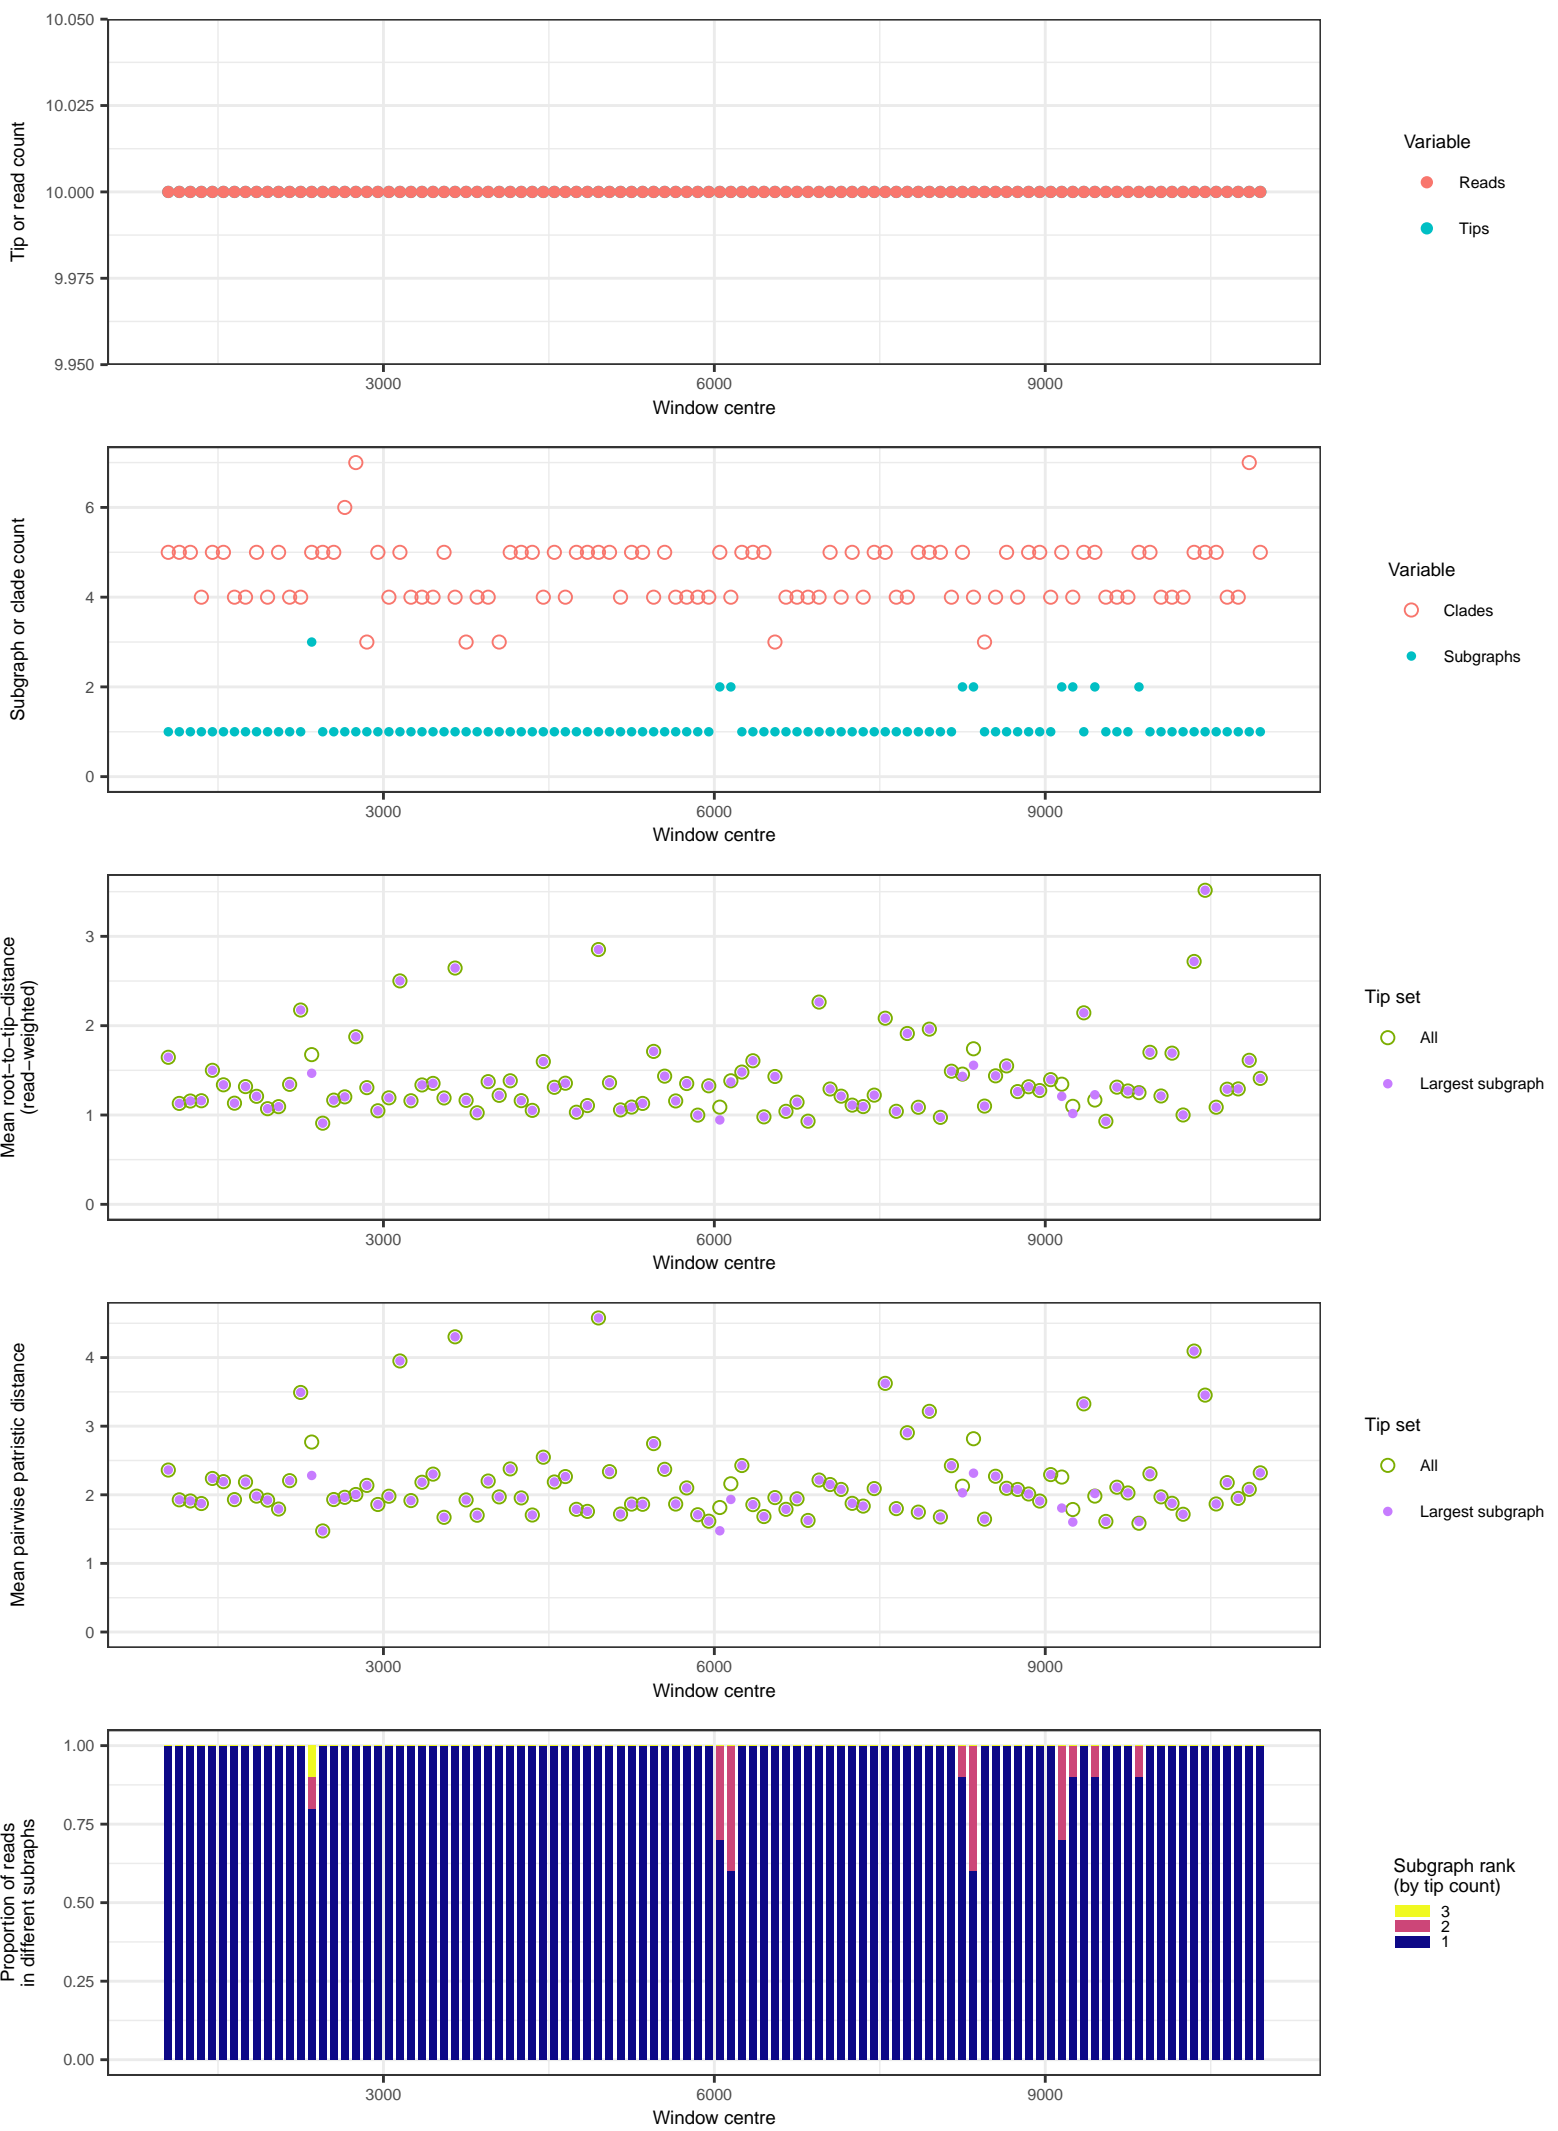 10.050
10.025
10.000
9.975
9.950
Tip or read count
3000 6000 9000
Window centre
Variable
Reads
Tips
6
4
2
0
Subgraph or clade count
3000 6000 9000
Window centre
Variable
Clades
Subgraphs
3
2
1
0
Mean root−to−tip−distance
(read−weighted)
3000 6000 9000
Window centre
Tip set
All
Largest subgraph
4
3
2
1
0
Mean pairwise patristic distance
3000 6000 9000
Window centre
Tip set
All
Largest subgraph
1.00
0.75
0.50
0.25
0.00
Proportion of reads
in different subraphs
3000 6000 9000
Window centre
Subgraph rank
(by tip count)
3
2
1